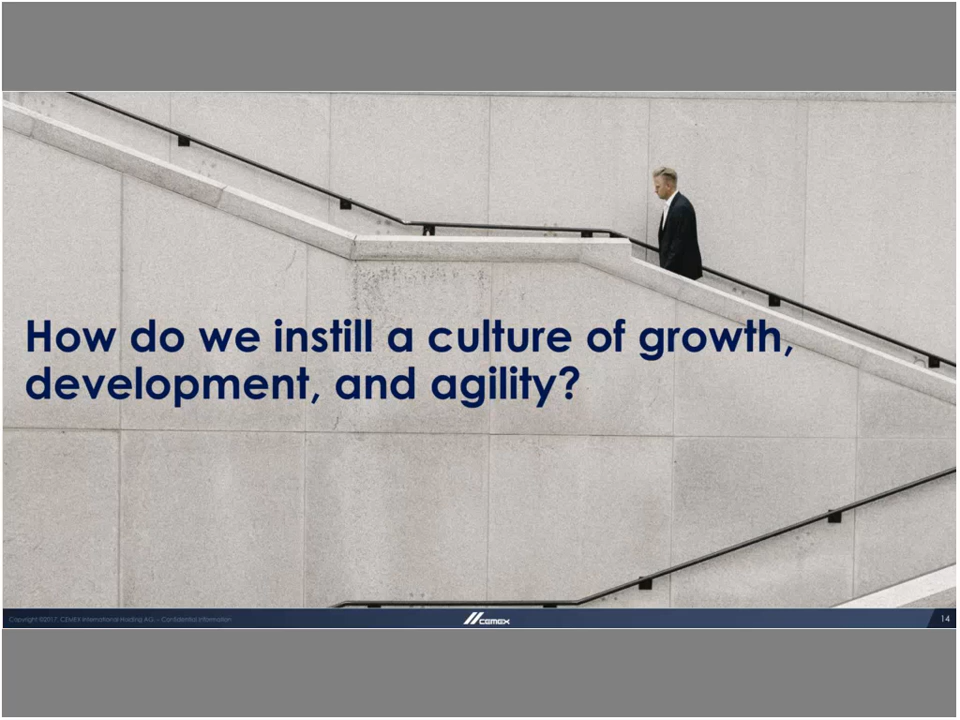 How do we instill a culture of growth,
development, and agility?
Copyright ©2017, CEMEX International Holding AG. – Confidential information
CEMEX
14